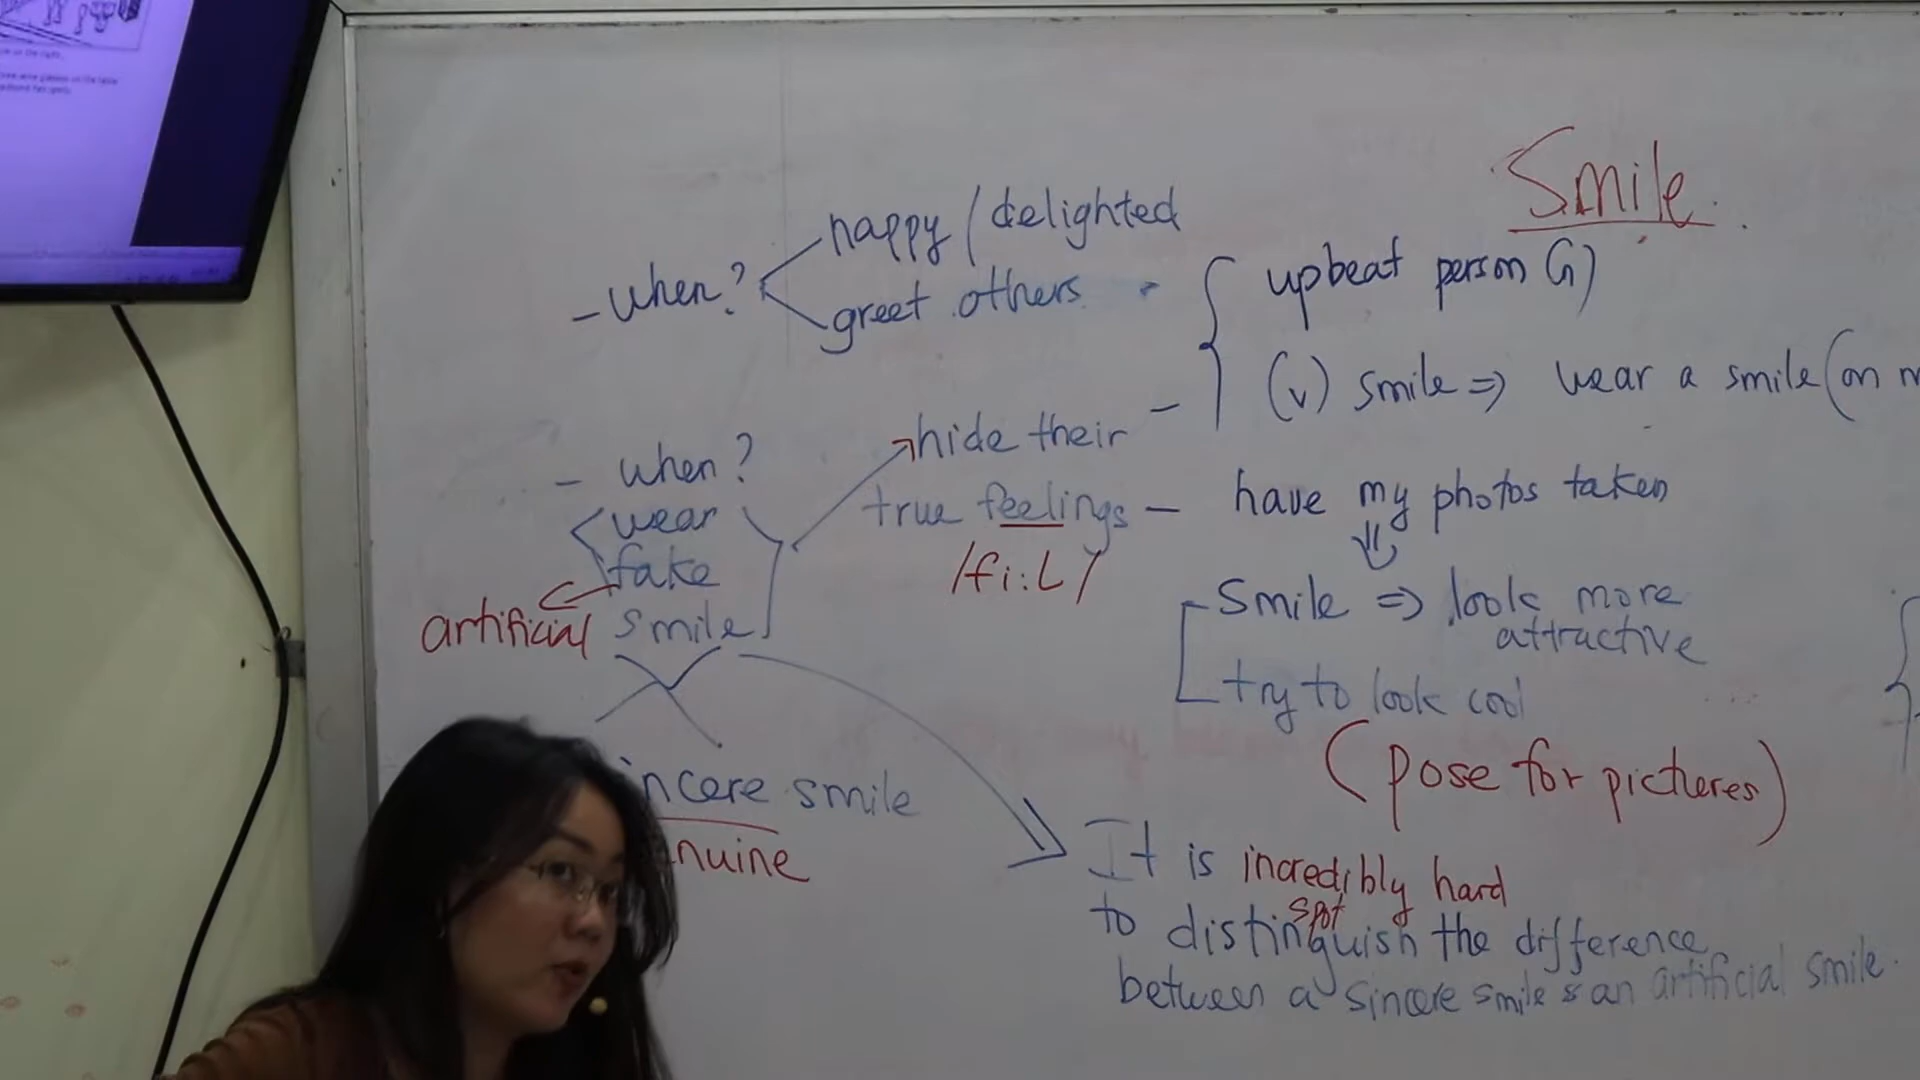 Smile.
happy / delighted
- when?
greet others
upbeat person (n)
(v) smile => wear a smile (on m
- when?
wear
fake
artificial smile
hide their -
true feelings -
/fi:L/
have my photos taken
Smile => look more
attractive
try to look cool
(pose for pictures)
incere smile
nuine
It is incredibly hard
spot
to distinguish the difference
between a sincere smile & an artificial smile.